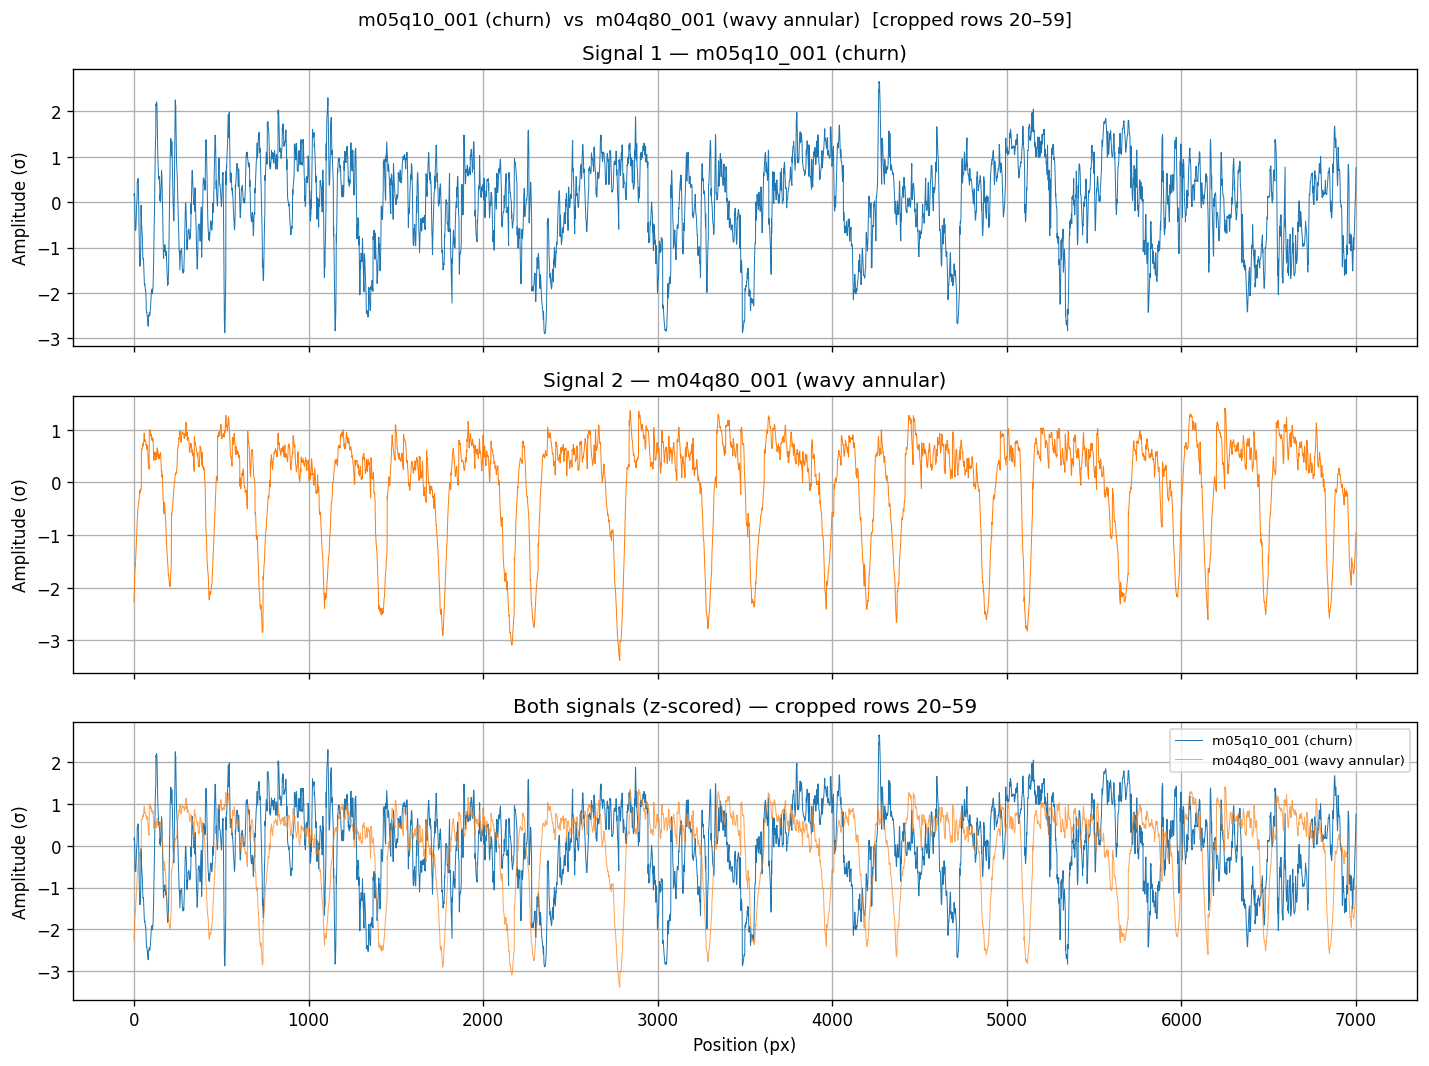 m05q10_001 (churn)  vs  m04q80_001 (wavy annular)  [cropped rows 20–59]
Signal 1 — m05q10_001 (churn)
Amplitude (σ)
2
1
0
−1
−2
−3
Signal 2 — m04q80_001 (wavy annular)
Amplitude (σ)
1
0
−1
−2
−3
Both signals (z-scored) — cropped rows 20–59
m05q10_001 (churn)
m04q80_001 (wavy annular)
Amplitude (σ)
2
1
0
−1
−2
−3
0 1000 2000 3000 4000 5000 6000 7000
Position (px)